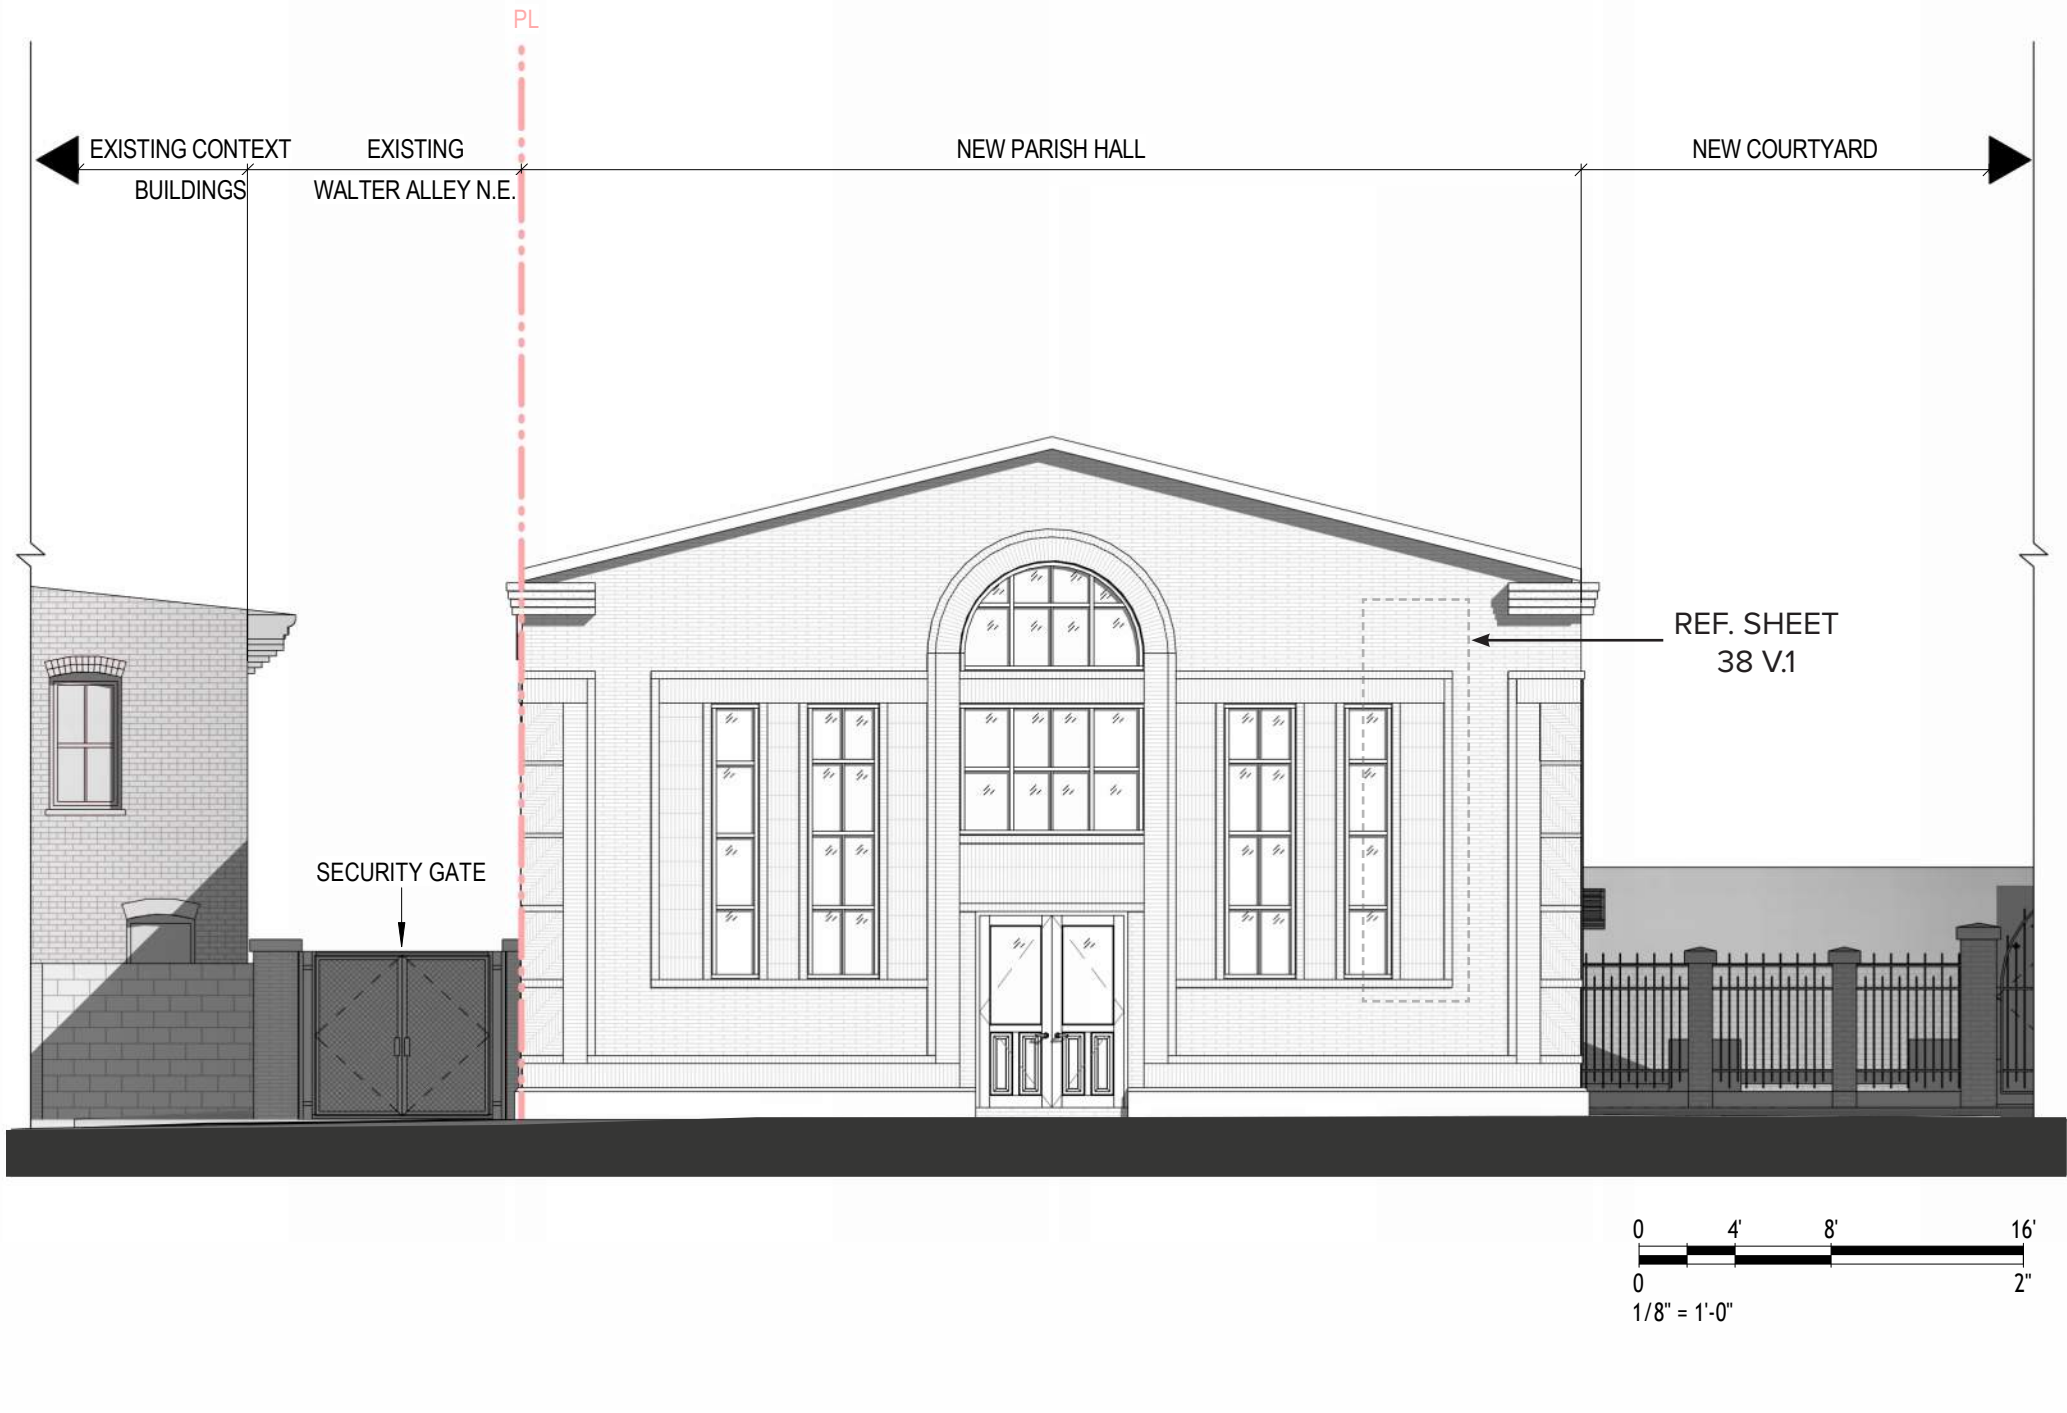 PL
EXISTING CONTEXT
BUILDINGS
EXISTING
WALTER ALLEY N.E.
NEW PARISH HALL
NEW COURTYARD
REF. SHEET
38 V.1
SECURITY GATE
0 4' 8' 16'
0 2"
1/8" = 1'-0"